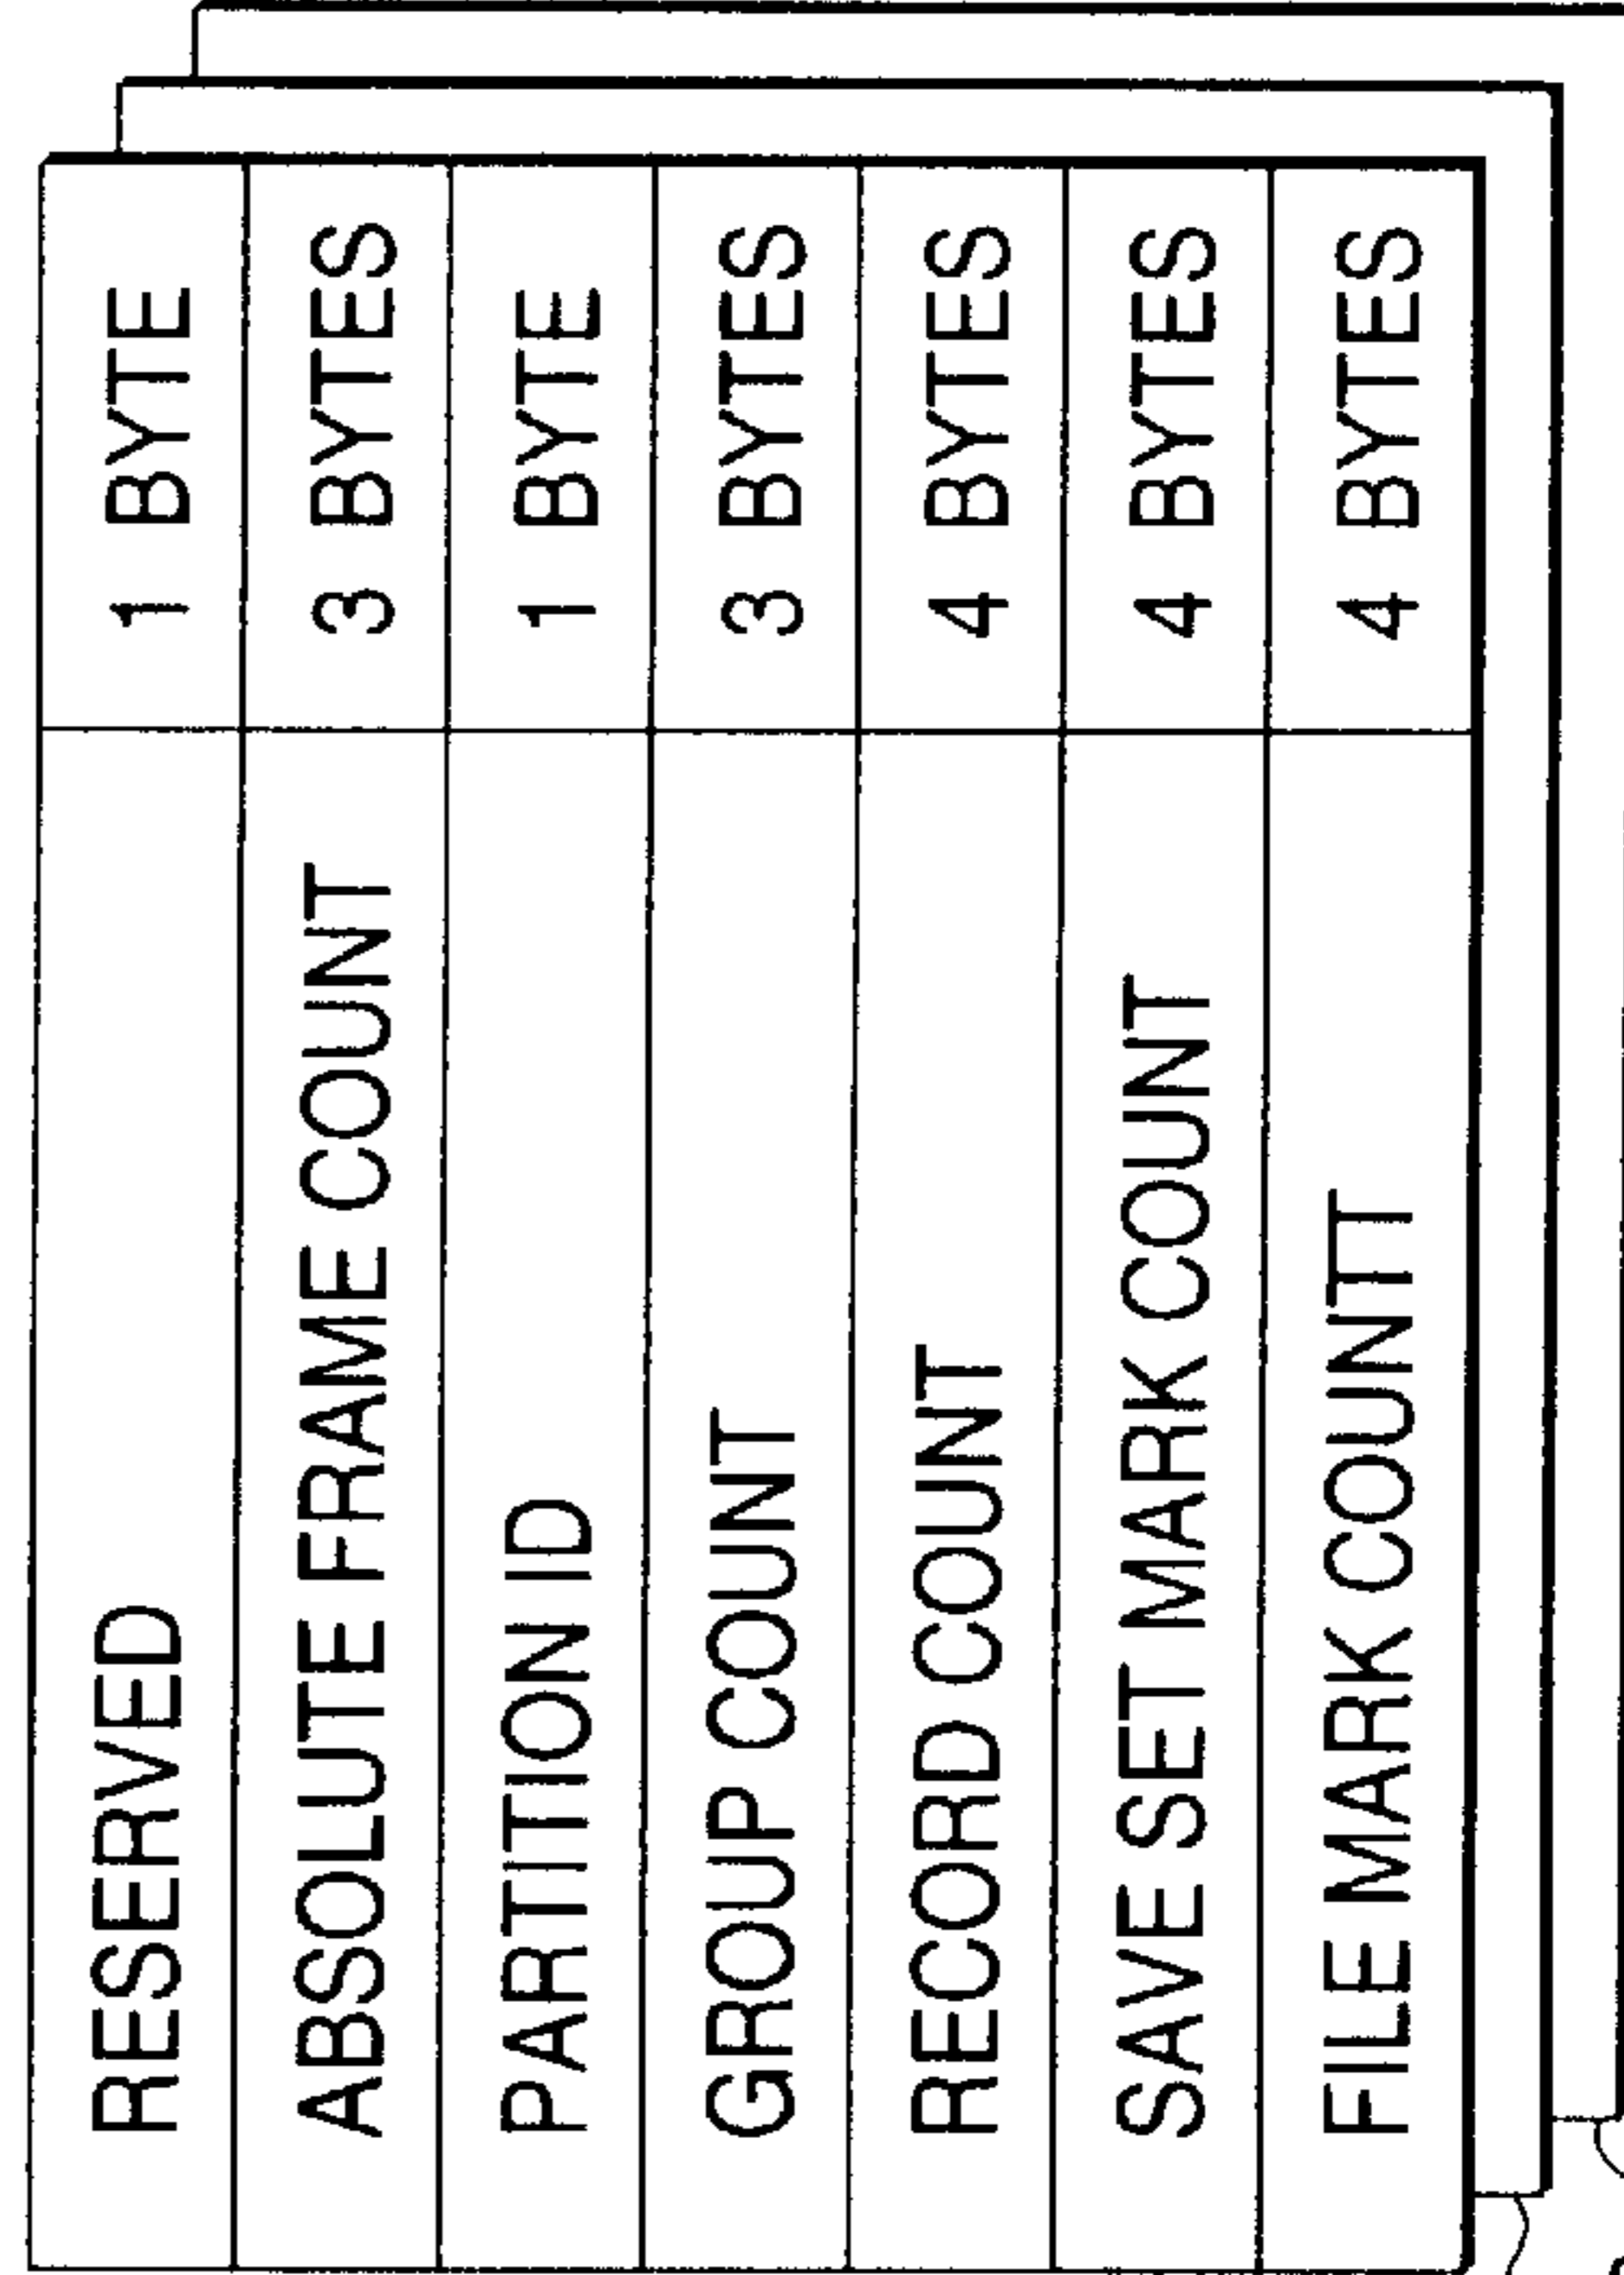 RESERVED 1 BYTE
ABSOLUTE FRAME COUNT 3 BYTES
PARTITION ID 1 BYTE
GROUP COUNT 3 BYTES
RECORD COUNT 4 BYTES
SAVE SET MARK COUNT 4 BYTES
FILE MARK COUNTT 4 BYTES